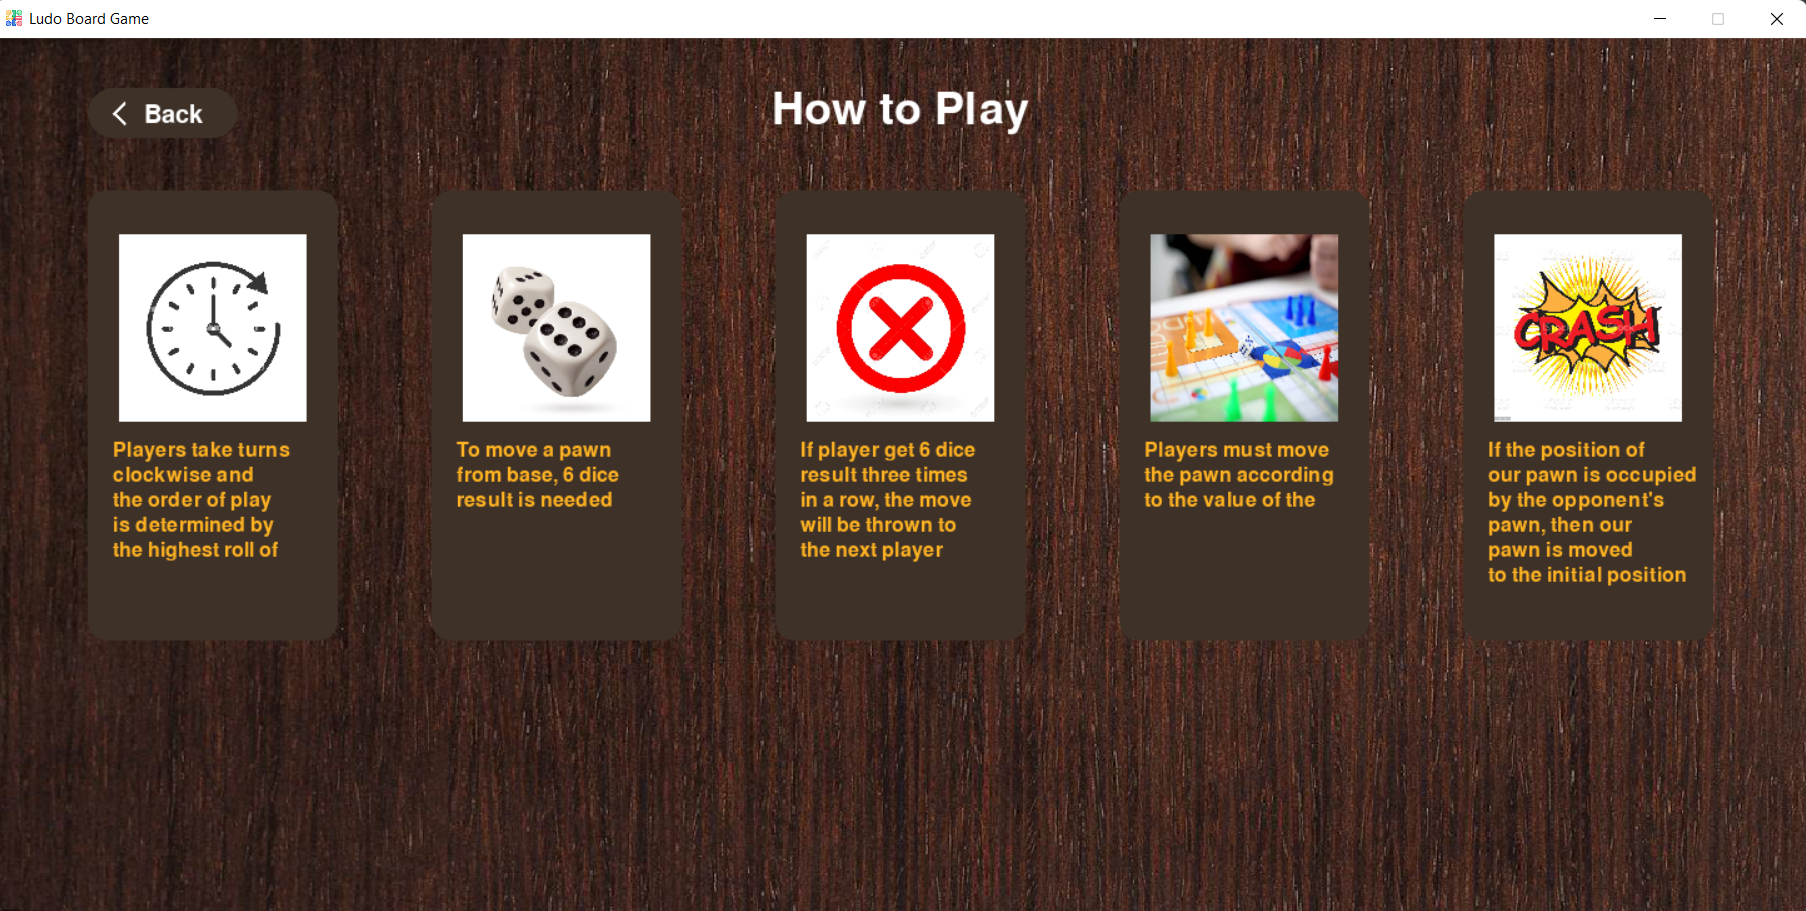 Ludo Board Game
Back
How to Play
Players take turns
clockwise and
the order of play
is determined by
the highest roll of
To move a pawn
from base, 6 dice
result is needed
If player get 6 dice
result three times
in a row, the move
will be thrown to
the next player
Players must move
the pawn according
to the value of the
CRASH
If the position of
our pawn is occupied
by the opponent's
pawn, then our
pawn is moved
to the initial position